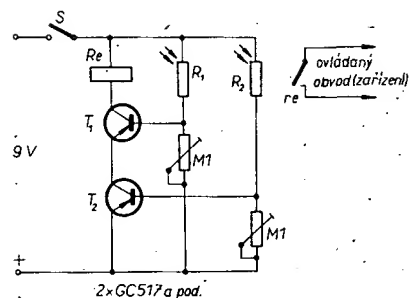 S
Re
R1
R2
re
ovládaný
obvod (zařízení)
T1
M1
9 V
T2
M1
+
2×GC517 a pod.